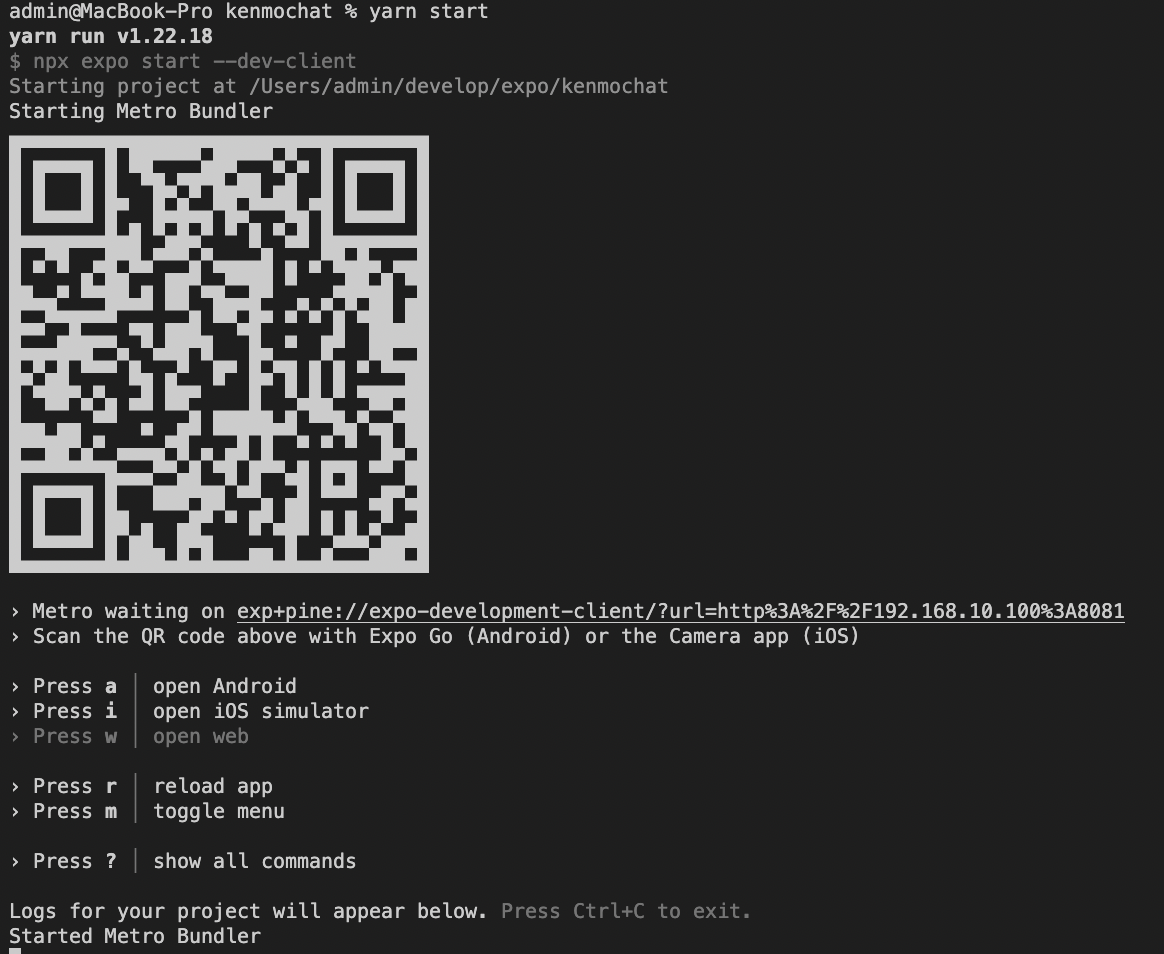 admin@MacBook-Pro kenmochat % yarn start
yarn run v1.22.18
$ npx expo start --dev-client
Starting project at /Users/admin/develop/expo/kenmochat
Starting Metro Bundler
› Metro waiting on exp+pine://expo-development-client/?url=http%3A%2F%2F192.168.10.100%3A8081
› Scan the QR code above with Expo Go (Android) or the Camera app (iOS)
› Press a │ open Android
› Press i │ open iOS simulator
› Press w │ open web
› Press r │ reload app
› Press m │ toggle menu
› Press ? │ show all commands
Logs for your project will appear below. Press Ctrl+C to exit.
Started Metro Bundler